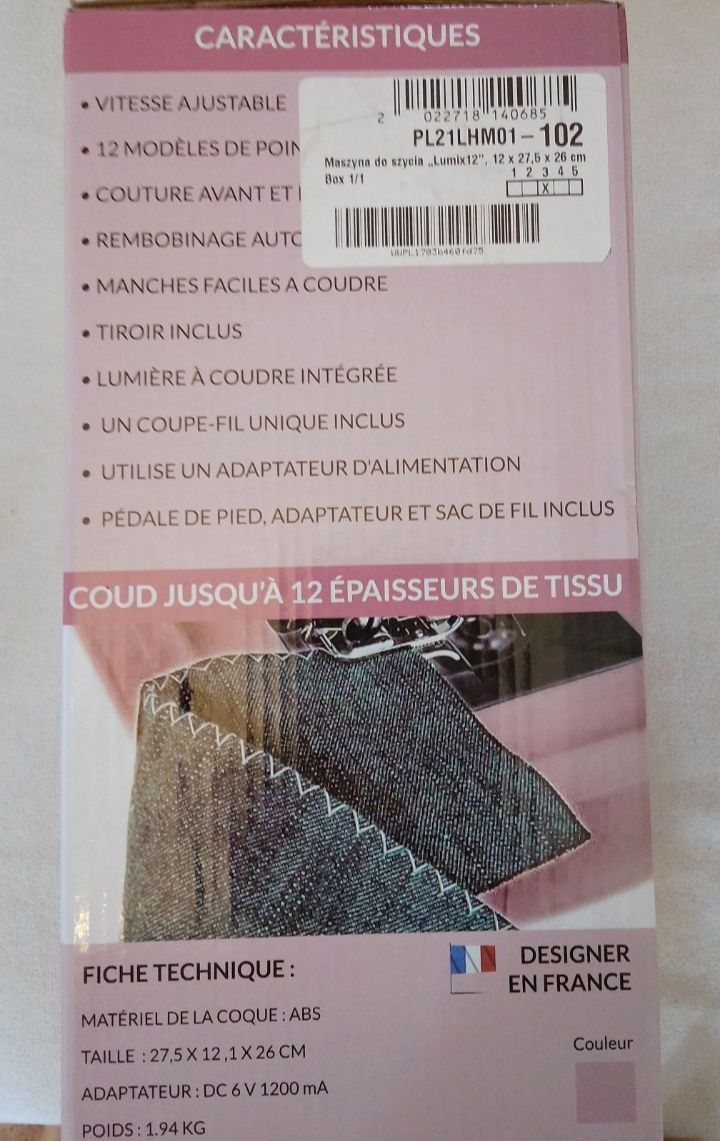 CARACTÉRISTIQUES
• VITESSE AJUSTABLE
• 12 MODÈLES DE
• COUTURE AVANT ET
• REMBOBINAGE
• MANCHES FACILES A COUDRE
• TIROIR INCLUS
• LUMIÈRE À COUDRE INTÉGRÉE
• UN COUPE-FIL UNIQUE INCLUS
• UTILISE UN ADAPTATEUR D'ALIMENTATION
• PÉDALE DE PIED, ADAPTATEUR ET SAC DE FIL INCLUS
2 022718 140685
PL21LHM01-102
Maszyna do szycia „Lumix12", 12 x 27,5 x 26 cm
Box 1/1
1 2 3 4 5
X
COUD JUSQU'À 12 ÉPAISSEURS DE TISSU
FICHE TECHNIQUE :
MATÉRIEL DE LA COQUE : ABS
TAILLE : 27,5 X 12 ,1 X 26 CM
ADAPTATEUR : DC 6 V 1200 mA
POIDS : 1.94 KG
DESIGNER
EN FRANCE
Couleur